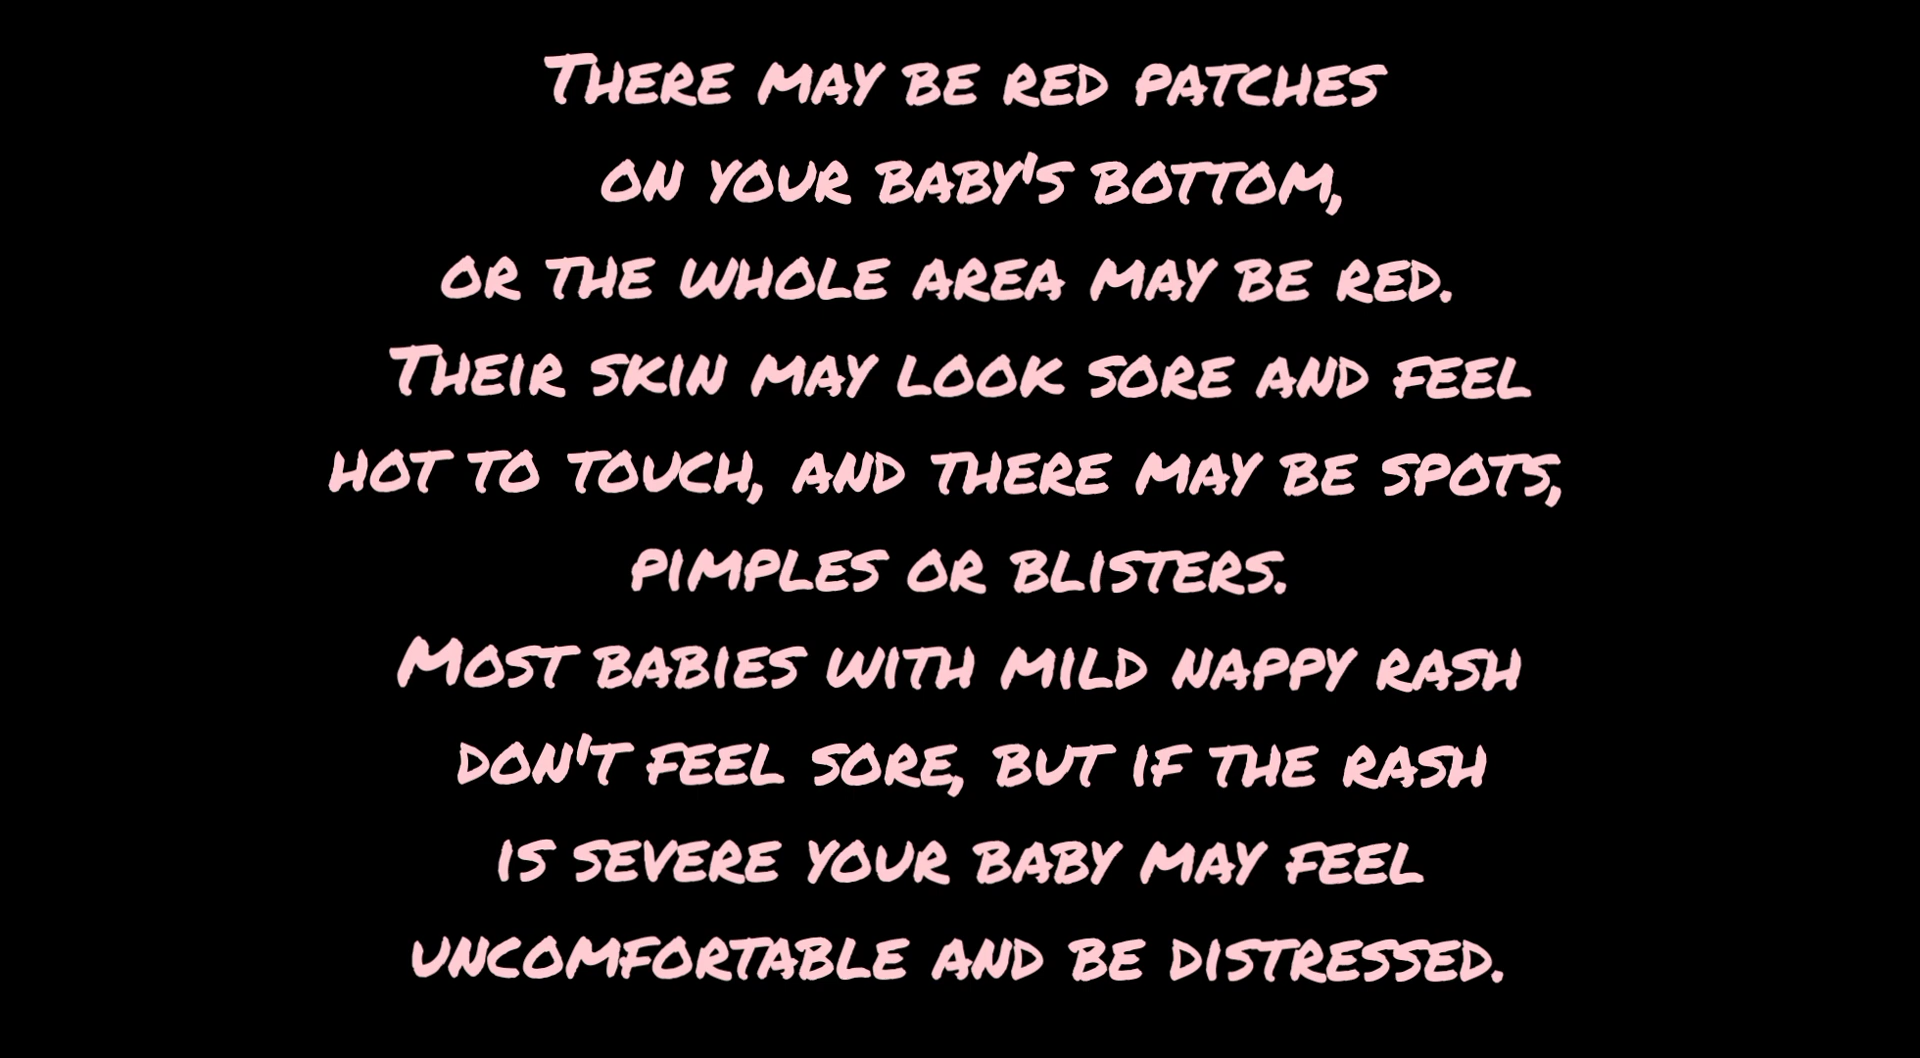 There may be red patches
on your baby's bottom,
or the whole area may be red.
Their skin may look sore and feel
hot to touch, and there may be spots,
pimples or blisters.
Most babies with mild nappy rash
don't feel sore, but if the rash
is severe your baby may feel
uncomfortable and be distressed.